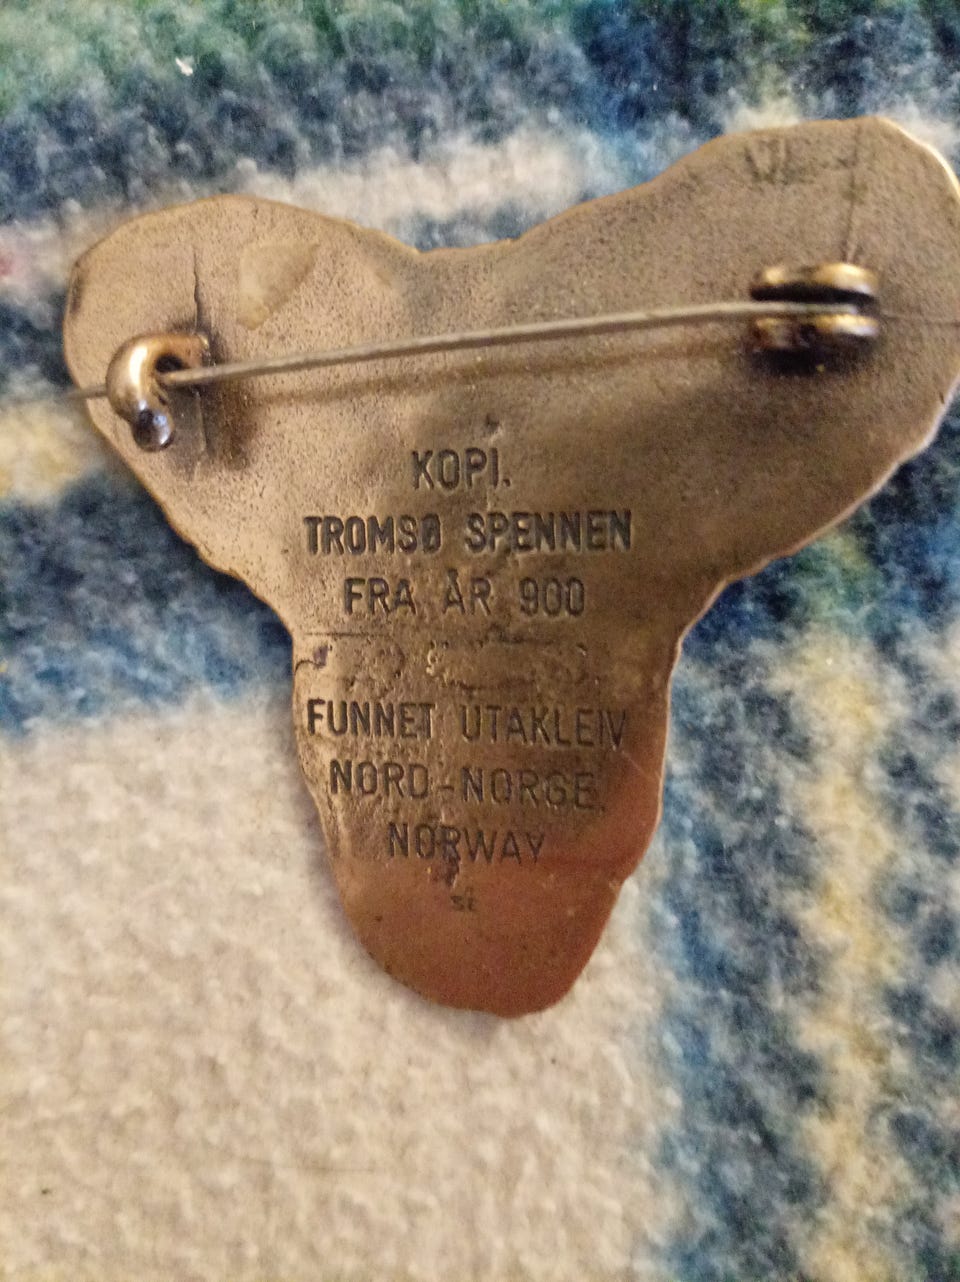 KOPI.
TROMSØ SPENNEN
FRA ÅR 900
FUNNET UTAKLEIV
NORD-NORGE.
NORWAY